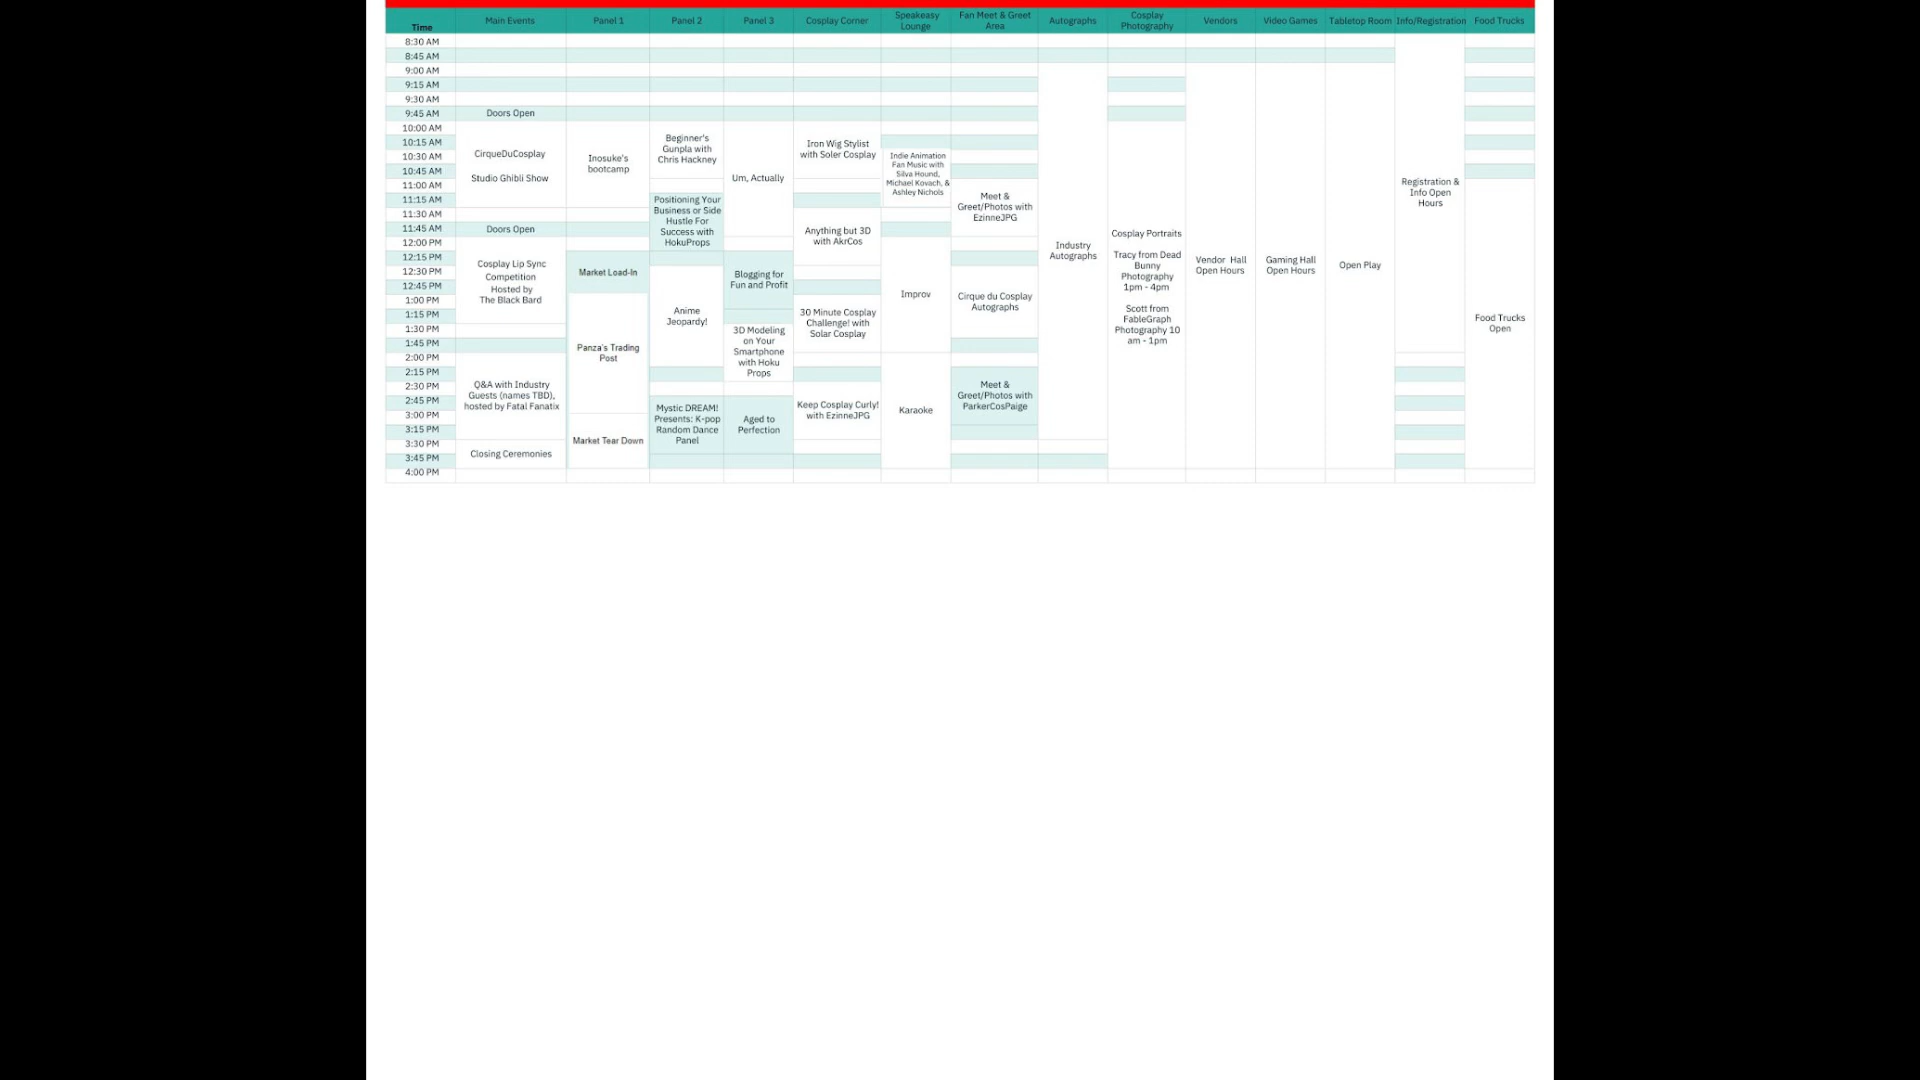 Time
Main Events
Panel 1
Panel 2
Panel 3
Cosplay Corner
Speakeasy
Lounge
Fan Meet & Greet
Area
Autographs
Cosplay
Photography
Vendors
Video Games
Tabletop Room
Info/Registration
Food Trucks
8:30 AM
8:45 AM
9:00 AM
9:15 AM
9:30 AM
9:45 AM
10:00 AM
10:15 AM
10:30 AM
10:45 AM
11:00 AM
11:15 AM
11:30 AM
11:45 AM
12:00 PM
12:15 PM
12:30 PM
12:45 PM
1:00 PM
1:15 PM
1:30 PM
1:45 PM
2:00 PM
2:15 PM
2:30 PM
2:45 PM
3:00 PM
3:15 PM
3:30 PM
3:45 PM
4:00 PM
Doors Open
CirqueDuCosplay
Studio Ghibli Show
Doors Open
Cosplay Lip Sync
Competition
Hosted by
The Black Bard
Q&A with Industry
Guests (names TBD),
hosted by Fatal Fanatix
Closing Ceremonies
Inosuke's
bootcamp
Market Load-In
Panza's Trading
Post
Market Tear Down
Beginner's
Gunpla with
Chris Hackney
Positioning Your
Business or Side
Hustle For
Success with
HokuProps
Anime
Jeopardy!
Mystic DREAM!
Presents: K-pop
Random Dance
Panel
Um, Actually
Blogging for
Fun and Profit
3D Modeling
on Your
Smartphone
with Hoku
Props
Aged to
Perfection
Iron Wig Stylist
with Soler Cosplay
Anything but 3D
with AkrCos
30 Minute Cosplay
Challenge! with
Solar Cosplay
Keep Cosplay Curly!
with EzinneJPG
Indie Animation
Fan Music with
Silva Hound,
Michael Kovach, &
Ashley Nichols
Improv
Karaoke
Meet &
Greet/Photos with
EzinneJPG
Cirque du Cosplay
Autographs
Meet &
Greet/Photos with
ParkerCosPaige
Industry
Autographs
Cosplay Portraits
Tracy from Dead
Bunny
Photography
1pm - 4pm
Scott from
FableGraph
Photography 10
am - 1pm
Vendor Hall
Open Hours
Gaming Hall
Open Hours
Open Play
Registration &
Info Open
Hours
Food Trucks
Open